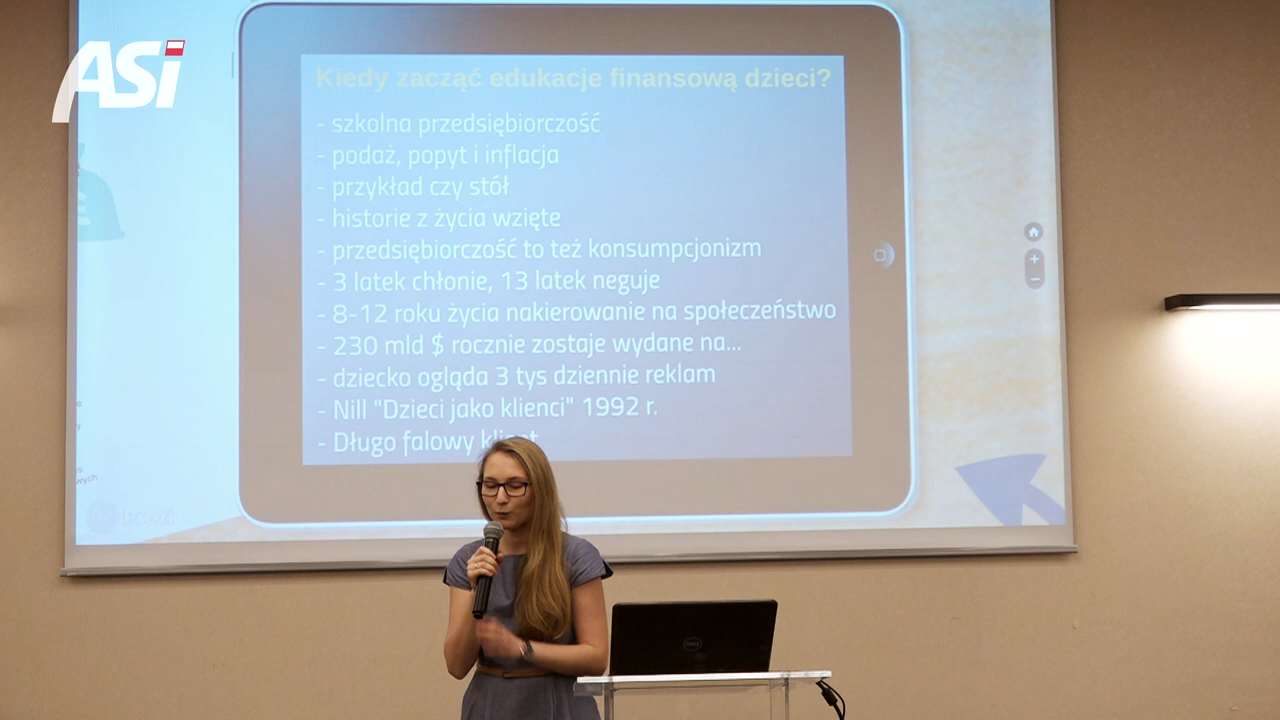 ASi
Kiedy zacząć edukacje finansową dzieci?
- szkolna przedsiębiorczość
- podaż, popyt i inflacja
- przykład czy stół
- historie z życia wzięte
- przedsiębiorczość to też konsumpcjonizm
- 3 latek chłonie, 13 latek neguje
- 8-12 roku życia nakierowanie na społeczeństwo
- 230 mld $ rocznie zostaje wydane na...
- dziecko ogląda 3 tys dziennie reklam
- Nill "Dzieci jako klienci" 1992 r.
- Długo falowy klient
Prezi
DELL